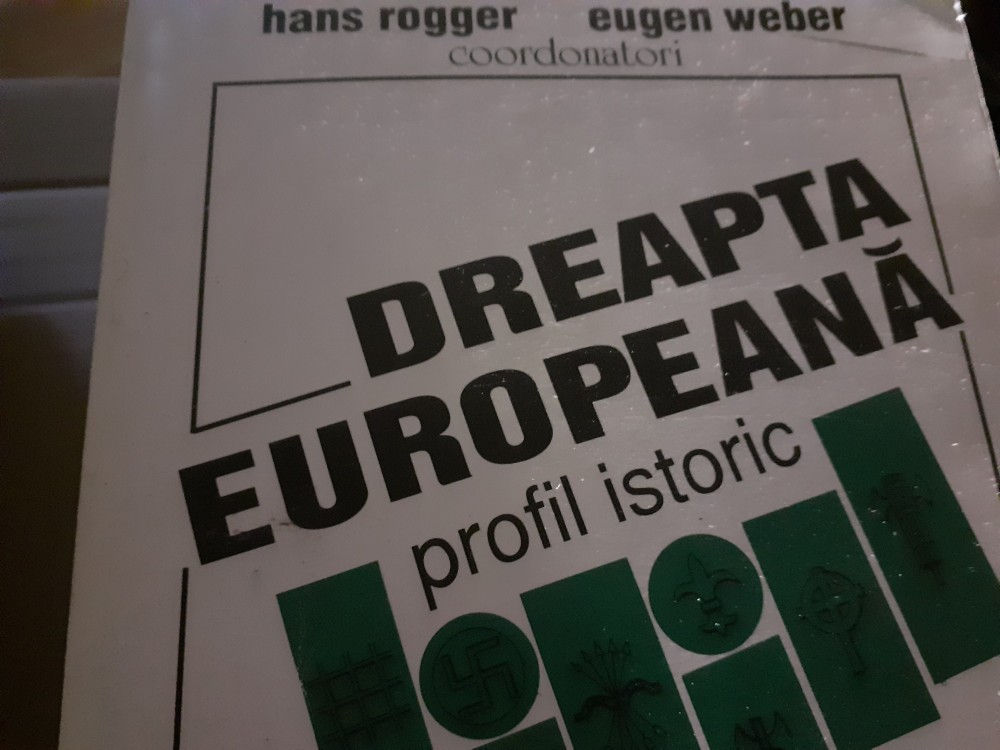 hans rogger eugen weber
coordonatori
DREAPTA
EUROPEANĂ
profil istoric